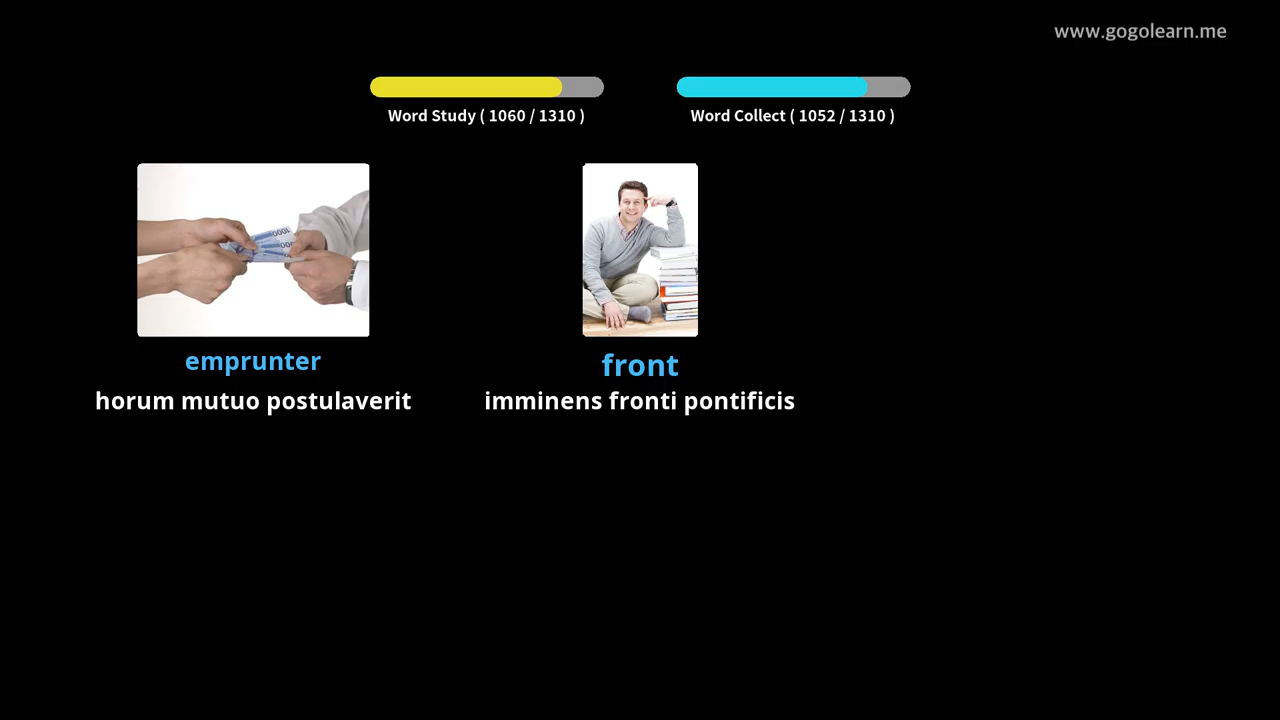 www.gogolearn.me
Word Study ( 1060 / 1310 )
Word Collect ( 1052 / 1310 )
emprunter
horum mutuo postulaverit
front
imminens fronti pontificis